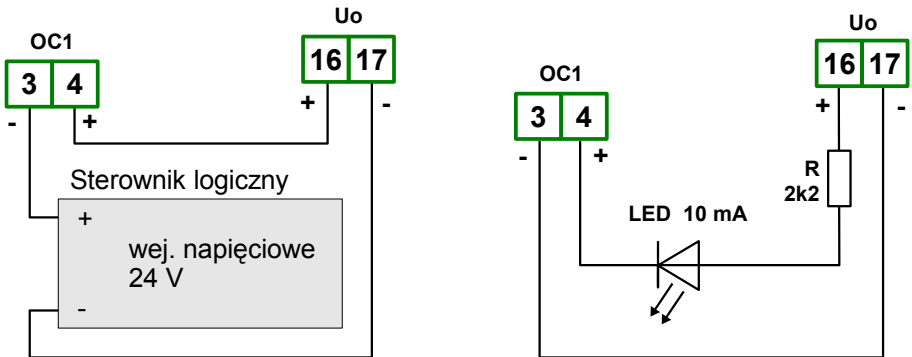 OC1
3 4
- +
Uo
16 17
+ -
Sterownik logiczny
+
wej. napięciowe
24 V
-
OC1
3 4
- +
Uo
16 17
+ -
R
2k2
LED 10 mA